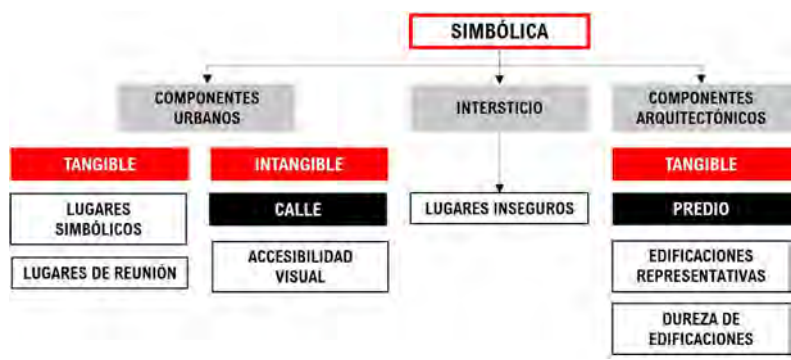 SIMBÓLICA
COMPONENTES
URBANOS
INTERSTICIO
COMPONENTES
ARQUITECTÓNICOS
TANGIBLE
INTANGIBLE
TANGIBLE
LUGARES
SIMBÓLICOS
CALLE
LUGARES INSEGUROS
PREDIO
LUGARES DE REUNIÓN
ACCESIBILIDAD
VISUAL
EDIFICACIONES
REPRESENTATIVAS
DUREZA DE
EDIFICACIONES